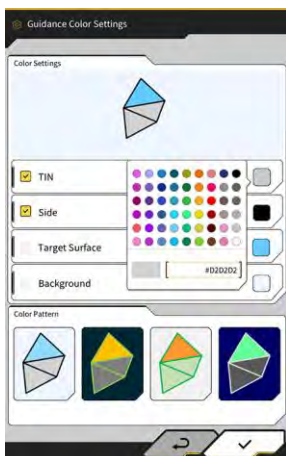 Guidance Color Settings
Color Settings
TIN
Side
#D2D2D2
Target Surface
Background
Color Pattern